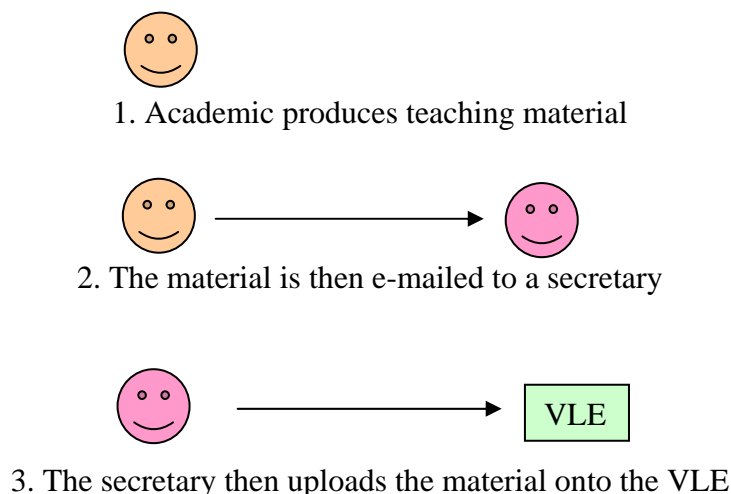 1. Academic produces teaching material
2. The material is then e-mailed to a secretary
VLE
3. The secretary then uploads the material onto the VLE